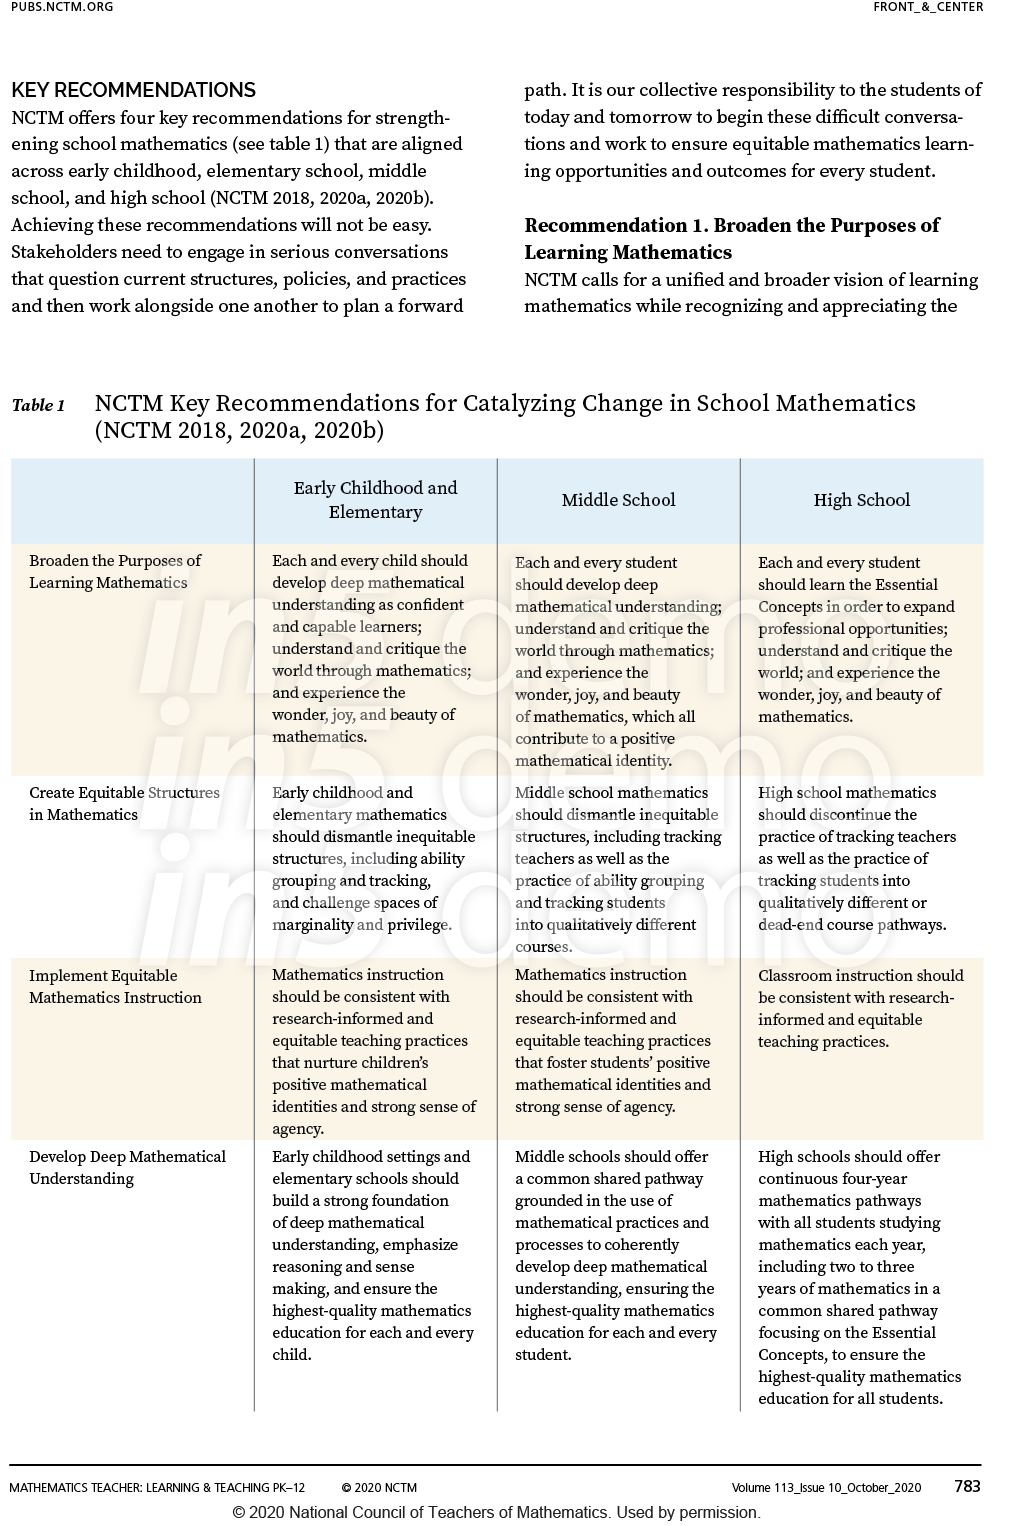 PUBS.NCTM.ORG
FRONT_&_CENTER
KEY RECOMMENDATIONS
NCTM offers four key recommendations for strength-
ening school mathematics (see table 1) that are aligned
across early childhood, elementary school, middle
school, and high school (NCTM 2018, 2020a, 2020b).
Achieving these recommendations will not be easy.
Stakeholders need to engage in serious conversations
that question current structures, policies, and practices
and then work alongside one another to plan a forward
path. It is our collective responsibility to the students of
today and tomorrow to begin these difficult conversa-
tions and work to ensure equitable mathematics learn-
ing opportunities and outcomes for every student.
Recommendation 1. Broaden the Purposes of
Learning Mathematics
NCTM calls for a unified and broader vision of learning
mathematics while recognizing and appreciating the
Table 1 NCTM Key Recommendations for Catalyzing Change in School Mathematics
(NCTM 2018, 2020a, 2020b)
Early Childhood and
Elementary
Middle School
High School
Broaden the Purposes of
Learning Mathematics
Each and every child should
develop deep mathematical
understanding as confident
and capable learners;
understand and critique the
world through mathematics;
and experience the
wonder, joy, and beauty of
mathematics.
Each and every student
should develop deep
mathematical understanding;
understand and critique the
world through mathematics;
and experience the
wonder, joy, and beauty
of mathematics, which all
contribute to a positive
mathematical identity.
Each and every student
should learn the Essential
Concepts in order to expand
professional opportunities;
understand and critique the
world; and experience the
wonder, joy, and beauty of
mathematics.
Create Equitable Structures
in Mathematics
Early childhood and
elementary mathematics
should dismantle inequitable
structures, including ability
grouping and tracking,
and challenge spaces of
marginality and privilege.
Middle school mathematics
should dismantle inequitable
structures, including tracking
teachers as well as the
practice of ability grouping
and tracking students
into qualitatively different
courses.
High school mathematics
should discontinue the
practice of tracking teachers
as well as the practice of
tracking students into
qualitatively different or
dead-end course pathways.
Implement Equitable
Mathematics Instruction
Mathematics instruction
should be consistent with
research-informed and
equitable teaching practices
that nurture children's
positive mathematical
identities and strong sense of
agency.
Mathematics instruction
should be consistent with
research-informed and
equitable teaching practices
that foster students' positive
mathematical identities and
strong sense of agency.
Classroom instruction should
be consistent with research-
informed and equitable
teaching practices.
Develop Deep Mathematical
Understanding
Early childhood settings and
elementary schools should
build a strong foundation
of deep mathematical
understanding, emphasize
reasoning and sense
making, and ensure the
highest-quality mathematics
education for each and every
child.
Middle schools should offer
a common shared pathway
grounded in the use of
mathematical practices and
processes to coherently
develop deep mathematical
understanding, ensuring the
highest-quality mathematics
education for each and every
student.
High schools should offer
continuous four-year
mathematics pathways
with all students studying
mathematics each year,
including two to three
years of mathematics in a
common shared pathway
focusing on the Essential
Concepts, to ensure the
highest-quality mathematics
education for all students.
in5 demo
in5 demo
in5 demo
MATHEMATICS TEACHER: LEARNING & TEACHING PK–12 © 2020 NCTM
Volume 113_Issue 10_October_2020 783
© 2020 National Council of Teachers of Mathematics. Used by permission.